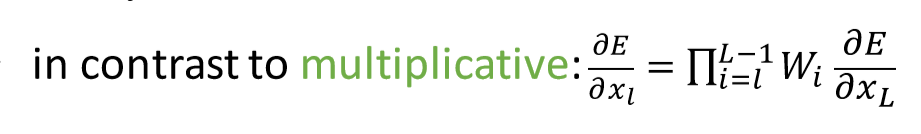 in contrast to multiplicative: ∂E/∂x_l = ∏_{i=l}^{L−1} W_i ∂E/∂x_L